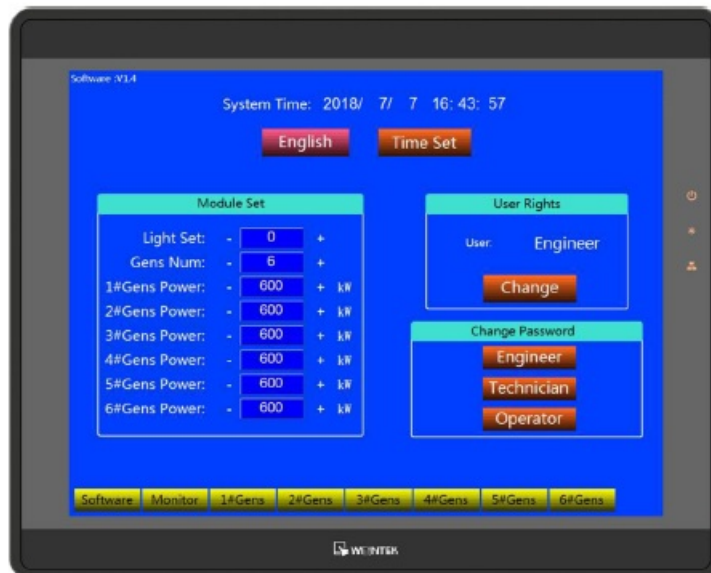 Software :V1.4
System Time: 2018/ 7/ 7 16: 43: 57
English Time Set
Module Set
Light Set: - 0 +
Gens Num: - 6 +
1#Gens Power: - 600 + kW
2#Gens Power: - 600 + kW
3#Gens Power: - 600 + kW
4#Gens Power: - 600 + kW
5#Gens Power: - 600 + kW
6#Gens Power: - 600 + kW
User Rights
User: Engineer
Change
Change Password
Engineer
Technician
Operator
Software Monitor 1#Gens 2#Gens 3#Gens 4#Gens 5#Gens 6#Gens
WEINTEK